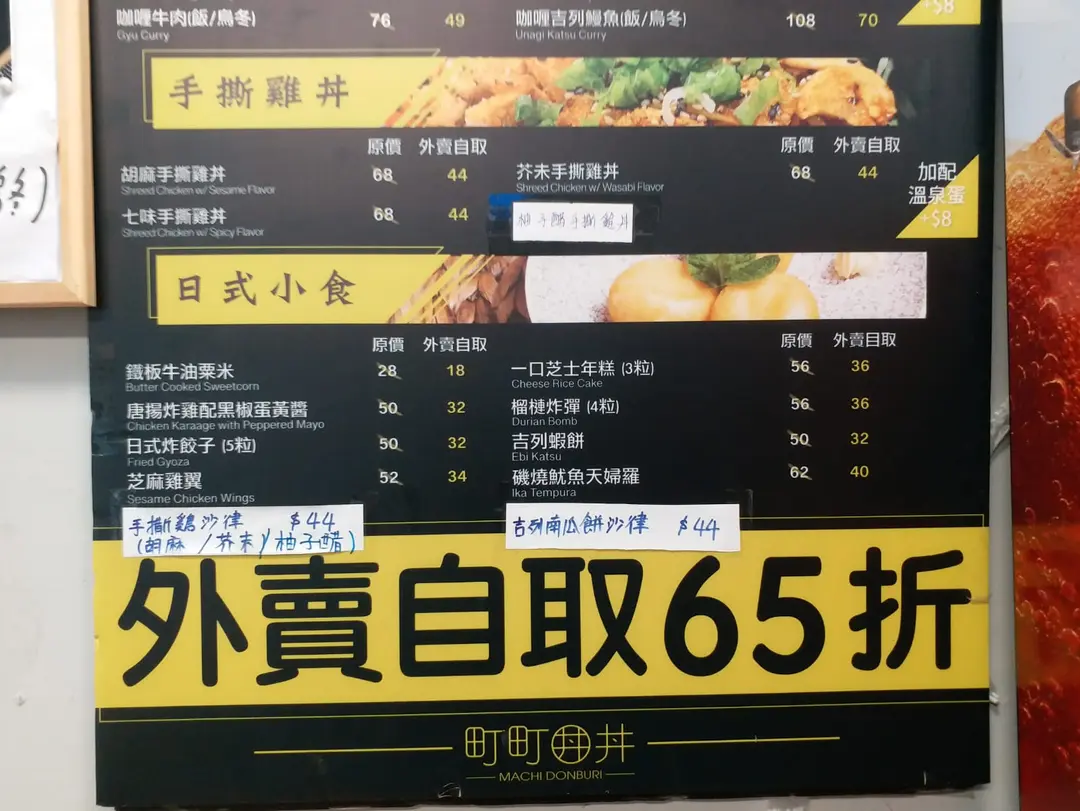 咖喱牛肉(飯/烏冬) 76 49
Gyu Curry
咖喱吉列鰻魚(飯/烏冬) 108 70
Unagi Katsu Curry
+$8
手撕雞丼
原價 外賣自取
胡麻手撕雞丼 68 44
Shreed Chicken w/ Sesame Flavor
七味手撕雞丼 68 44
Shreed Chicken w/ Spicy Flavor
原價 外賣自取
芥末手撕雞丼 68 44
Shreed Chicken w/ Wasabi Flavor
柚子醋手撕雞丼
加配
溫泉蛋
+$8
日式小食
原價 外賣自取
鐵板牛油粟米 28 18
Butter Cooked Sweetcorn
唐揚炸雞配黑椒蛋黃醬 50 32
Chicken Karaage with Peppered Mayo
日式炸餃子 (5粒) 50 32
Fried Gyoza
芝麻雞翼 52 34
Sesame Chicken Wings
手撕鷄沙律 $44
(胡麻/芥末/柚子醋)
原價 外賣自取
一口芝士年糕 (3粒) 56 36
Cheese Rice Cake
榴槤炸彈 (4粒) 56 36
Durian Bomb
吉列蝦餅 50 32
Ebi Katsu
磯燒魷魚天婦羅 62 40
Ika Tempura
吉列南瓜餅沙律 $44
外賣自取65折
町町丼丼
MACHI DONBURI